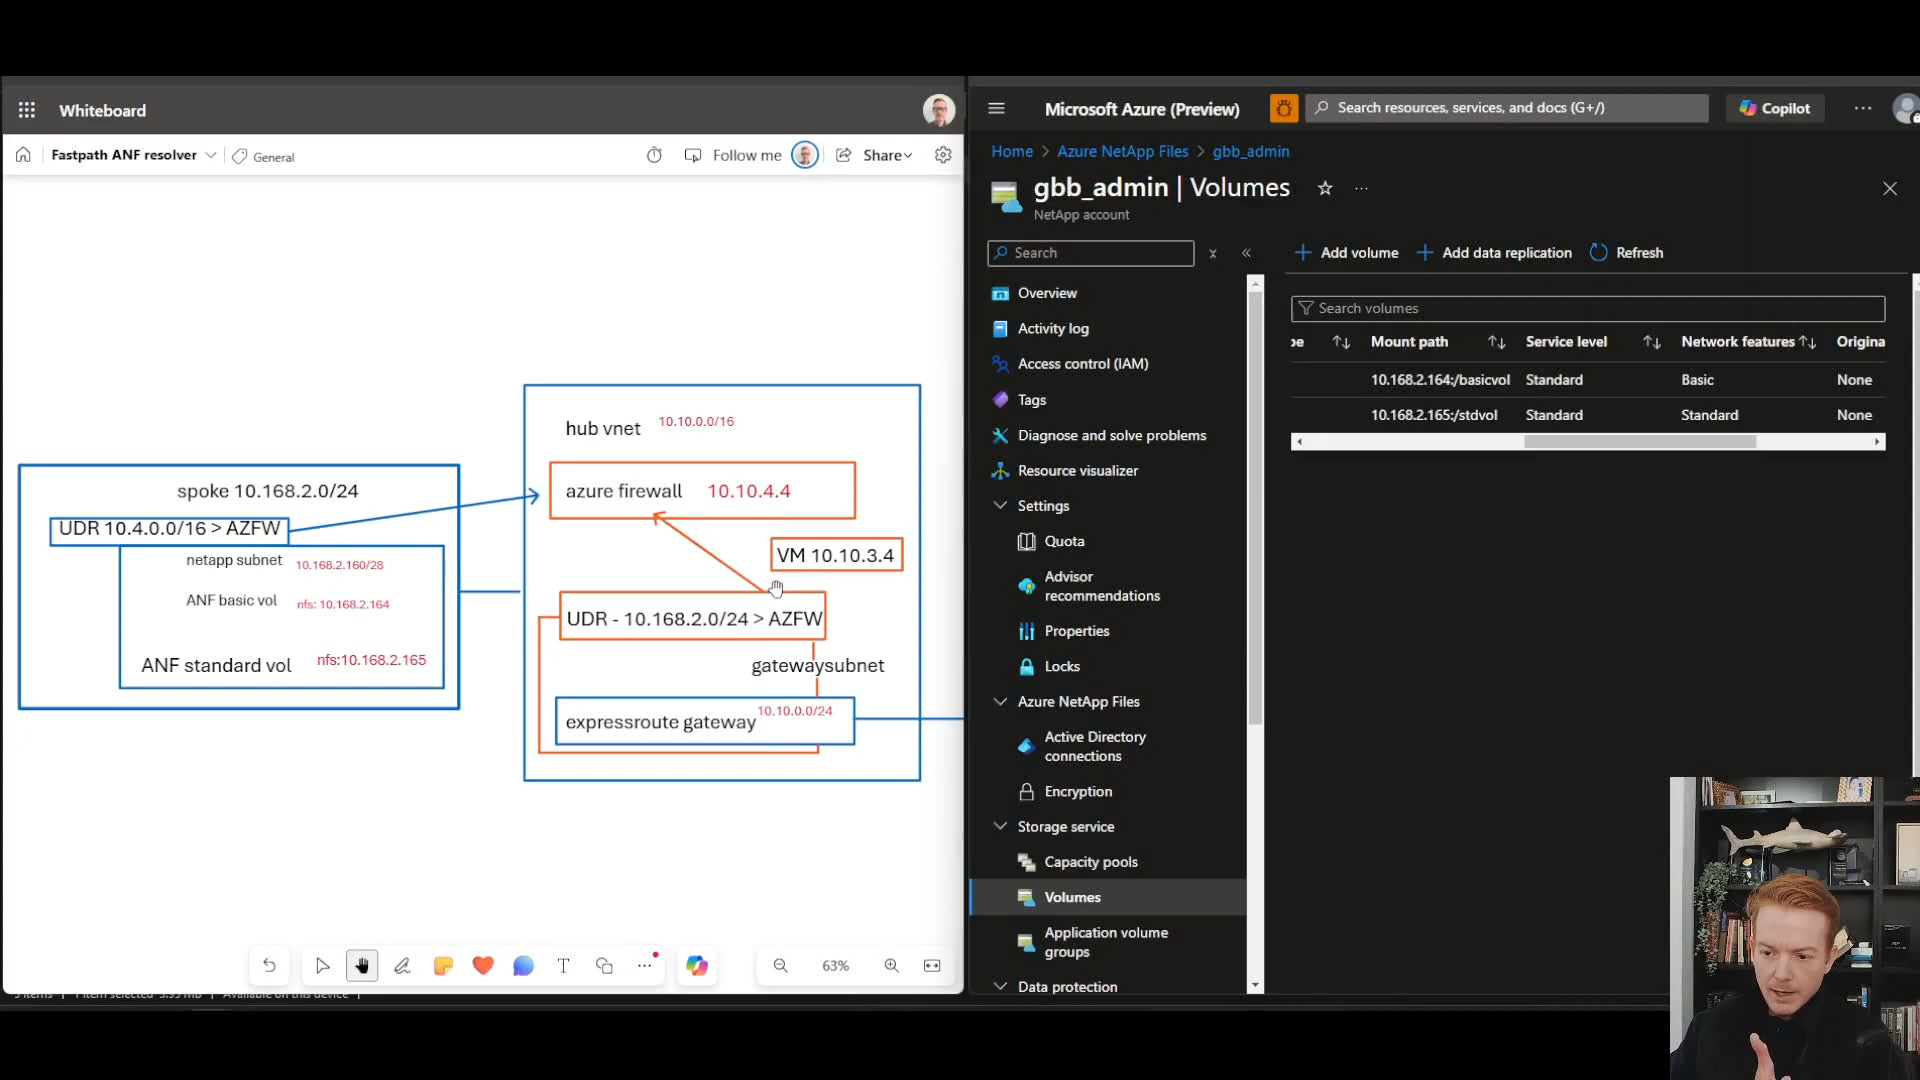 Whiteboard
Fastpath ANF resolver
General
Follow me
Share
hub vnet 10.10.0.0/16
azure firewall 10.10.4.4
spoke 10.168.2.0/24
UDR 10.4.0.0/16 > AZFW
netapp subnet 10.168.2.160/28
ANF basic vol nfs: 10.168.2.164
ANF standard vol nfs:10.168.2.165
VM 10.10.3.4
UDR - 10.168.2.0/24 > AZFW
gatewaysubnet
expressroute gateway 10.10.0.0/24
63%
Microsoft Azure (Preview)
Search resources, services, and docs (G+/)
Copilot
Home > Azure NetApp Files > gbb_admin
gbb_admin | Volumes
NetApp account
Search
Add volume
Add data replication
Refresh
Overview
Activity log
Access control (IAM)
Tags
Diagnose and solve problems
Resource visualizer
Settings
Quota
Advisor
recommendations
Properties
Locks
Azure NetApp Files
Active Directory
connections
Encryption
Storage service
Capacity pools
Volumes
Application volume
groups
Data protection
Search volumes
pe Mount path Service level Network features Origina
10.168.2.164:/basicvol Standard Basic None
10.168.2.165:/stdvol Standard Standard None